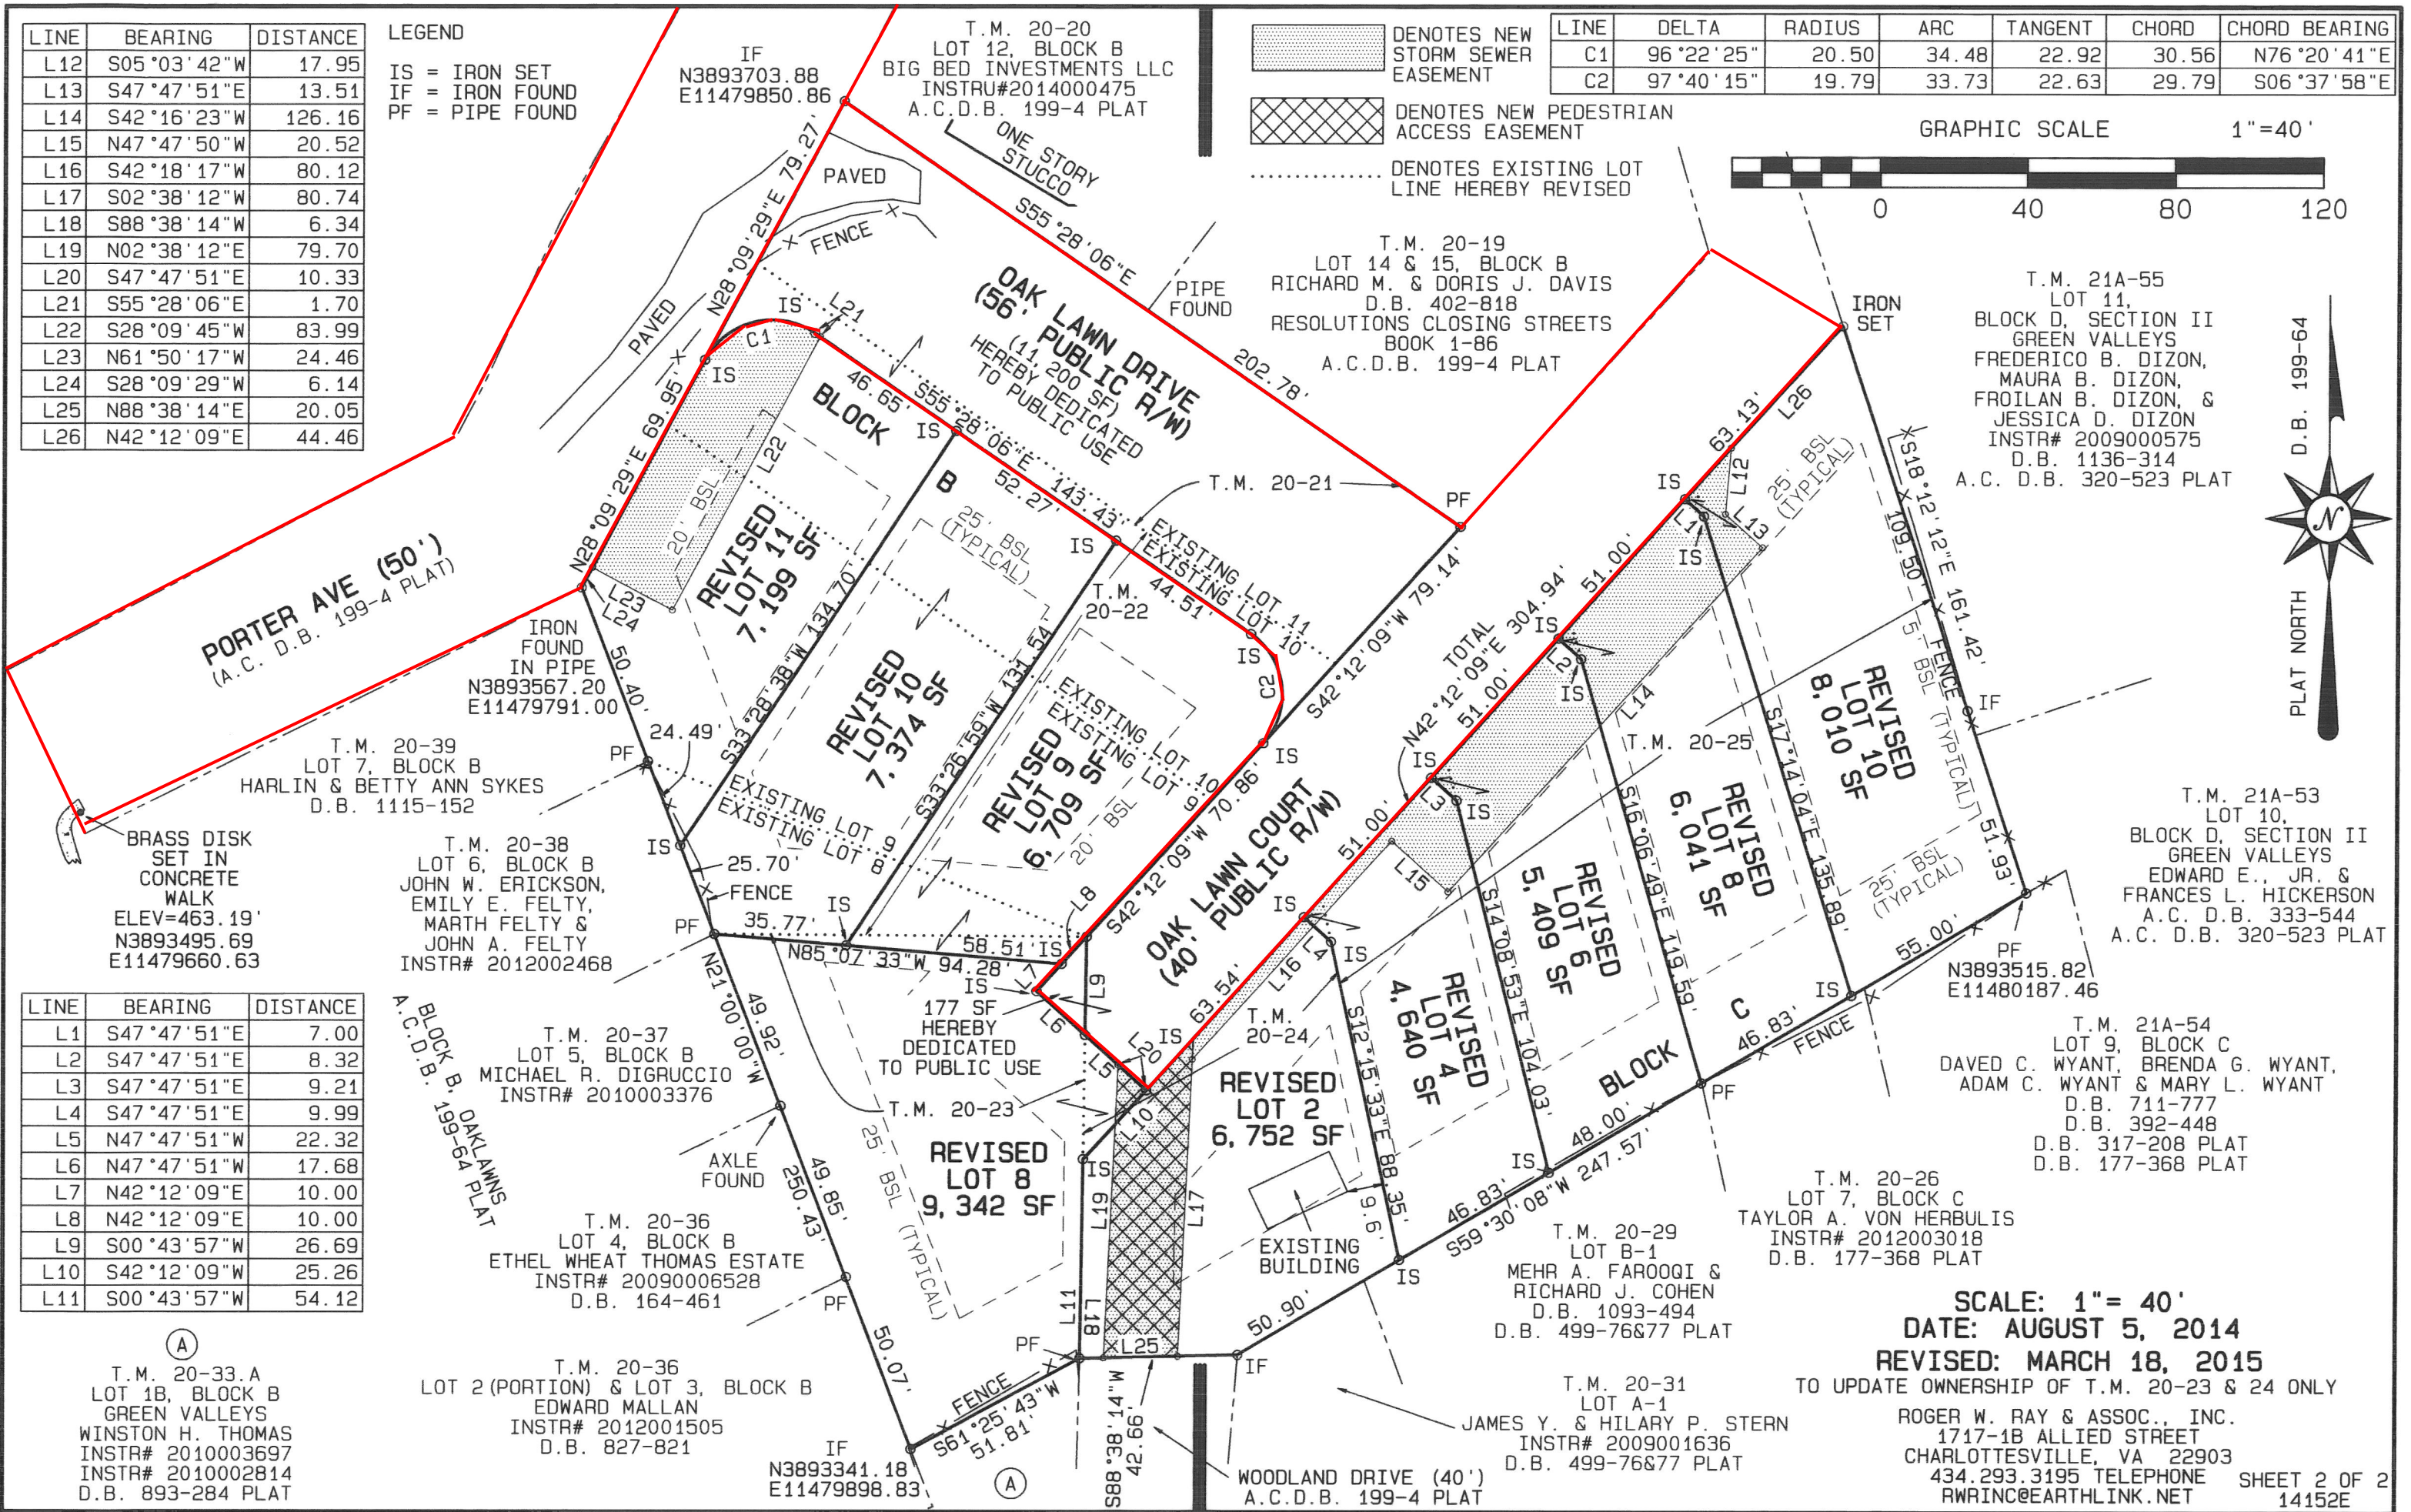 LINE BEARING DISTANCE
L12 S05°03'42"W 17.95
L13 S47°47'51"E 13.51
L14 S42°16'23"W 126.16
L15 N47°47'50"W 20.52
L16 S42°18'17"W 80.12
L17 S02°38'12"W 80.74
L18 S88°38'14"W 6.34
L19 N02°38'12"E 79.70
L20 S47°47'51"E 10.33
L21 S55°28'06"E 1.70
L22 S28°09'45"W 83.99
L23 N61°50'17"W 24.46
L24 S28°09'29"W 6.14
L25 N88°38'14"E 20.05
L26 N42°12'09"E 44.46
LEGEND
IS = IRON SET
IF = IRON FOUND
PF = PIPE FOUND
IF
N3893703.88
E11479850.86
T.M. 20-20
LOT 12, BLOCK B
BIG BED INVESTMENTS LLC
INSTRU#2014000475
A.C.D.B. 199-4 PLAT
ONE STORY
STUCCO
DENOTES NEW
STORM SEWER
EASEMENT
DENOTES NEW PEDESTRIAN
ACCESS EASEMENT
DENOTES EXISTING LOT
LINE HEREBY REVISED
LINE DELTA RADIUS ARC TANGENT CHORD CHORD BEARING
C1 96°22'25" 20.50 34.48 22.92 30.56 N76°20'41"E
C2 97°40'15" 19.79 33.73 22.63 29.79 S06°37'58"E
GRAPHIC SCALE 1"=40'
0 40 80 120
PAVED
FENCE
PAVED
N28°09'29"E 79.27'
N28°09'29"E 69.95'
N28°09'29"E
S55°28'06"E
202.78'
PIPE
FOUND
OAK LAWN DRIVE
(56' PUBLIC R/W)
(11,200 SF)
HEREBY DEDICATED
TO PUBLIC USE
T.M. 20-19
LOT 14 & 15, BLOCK B
RICHARD M. & DORIS J. DAVIS
D.B. 402-818
RESOLUTIONS CLOSING STREETS
BOOK 1-86
A.C.D.B. 199-4 PLAT
IRON
SET
T.M. 21A-55
LOT 11,
BLOCK D, SECTION II
GREEN VALLEYS
FREDERICO B. DIZON,
MAURA B. DIZON,
FROILAN B. DIZON, &
JESSICA D. DIZON
INSTR# 2009000575
D.B. 1136-314
A.C. D.B. 320-523 PLAT
D.B. 199-64
N
PLAT NORTH
IS
L21
C1
IS
46.65'
S55°28'06"E 143.43'
BLOCK
B
IS
52.27'
L22
20' BSL
L23
L24
REVISED
LOT 11
7,199 SF
25' BSL
(TYPICAL)
S33°28'38"W 134.70'
REVISED
LOT 10
7,374 SF
IS
44.51'
T.M.
20-22
T.M. 20-21
EXISTING LOT 11
EXISTING LOT 10
IS
C2
PF
S42°12'09"W 79.14'
IS
S33°26'59"W 131.54'
EXISTING LOT 10
EXISTING LOT 9
REVISED
LOT 9
6,709 SF
20' BSL
EXISTING LOT 9
EXISTING LOT 8
S42°12'09"W 70.86'
OAK LAWN COURT
(40' PUBLIC R/W)
TOTAL
N42°12'09"E 304.94'
63.13'
L26
51.00'
51.00'
51.00'
63.54'
IS
L12
L13
L1
IS
25' BSL
(TYPICAL)
IS
L2
IS
L14
L3
IS
L15
IS
L4
IS
L16
S18°12'12"E 161.42'
109.50'
FENCE
5' BSL (TYPICAL)
IF
51.93'
T.M. 20-25
REVISED
LOT 10
8,010 SF
S17°14'04"E 135.89'
REVISED
LOT 8
6,041 SF
S16°06'49"E 119.59'
REVISED
LOT 6
5,409 SF
S14°08'53"E 104.03'
REVISED
LOT 4
4,640 SF
S12°15'33"E 88.35'
25' BSL
(TYPICAL)
55.00'
PF
N3893515.82
E11480187.46
IS
46.83'
FENCE
BLOCK
C
PF
48.00'
S59°30'08"W 247.57'
IS
46.83'
IS
50.90'
IF
T.M. 21A-53
LOT 10,
BLOCK D, SECTION II
GREEN VALLEYS
EDWARD E., JR. &
FRANCES L. HICKERSON
A.C. D.B. 333-544
A.C. D.B. 320-523 PLAT
T.M. 21A-54
LOT 9, BLOCK C
DAVED C. WYANT, BRENDA G. WYANT,
ADAM C. WYANT & MARY L. WYANT
D.B. 711-777
D.B. 392-448
D.B. 317-208 PLAT
D.B. 177-368 PLAT
PORTER AVE (50')
(A.C. D.B. 199-4 PLAT)
IRON
FOUND
IN PIPE
N3893567.20
E11479791.00
50.40'
PF
24.49'
IS
25.70'
FENCE
PF
35.77'
IS
58.51'
IS
N85°07'33"W 94.28'
T.M. 20-39
LOT 7, BLOCK B
HARLIN & BETTY ANN SYKES
D.B. 1115-152
BRASS DISK
SET IN
CONCRETE
WALK
ELEV=463.19'
N3893495.69
E11479660.63
T.M. 20-38
LOT 6, BLOCK B
JOHN W. ERICKSON,
EMILY E. FELTY,
MARTH FELTY &
JOHN A. FELTY
INSTR# 2012002468
L8
L7
L9
IS
177 SF
HEREBY
DEDICATED
TO PUBLIC USE
L6
L5
L20
IS
L10
T.M.
20-24
T.M. 20-23
N21°00'00"W
250.43'
49.92'
49.85'
50.07'
AXLE
FOUND
PF
25' BSL (TYPICAL)
REVISED
LOT 8
9,342 SF
IS
L19
L17
L11
L18
REVISED
LOT 2
6,752 SF
EXISTING
BUILDING
9.6'
PF
L25
FENCE
S61°25'43"W
51.81'
IF
N3893341.18
E11479898.83
A
S88°38'14"W
42.66'
WOODLAND DRIVE (40')
A.C.D.B. 199-4 PLAT
BLOCK B, OAKLAWNS
A.C.D.B. 199-64 PLAT
T.M. 20-37
LOT 5, BLOCK B
MICHAEL R. DIGRUCCIO
INSTR# 2010003376
T.M. 20-36
LOT 4, BLOCK B
ETHEL WHEAT THOMAS ESTATE
INSTR# 20090006528
D.B. 164-461
T.M. 20-36
LOT 2 (PORTION) & LOT 3, BLOCK B
EDWARD MALLAN
INSTR# 2012001505
D.B. 827-821
LINE BEARING DISTANCE
L1 S47°47'51"E 7.00
L2 S47°47'51"E 8.32
L3 S47°47'51"E 9.21
L4 S47°47'51"E 9.99
L5 N47°47'51"W 22.32
L6 N47°47'51"W 17.68
L7 N42°12'09"E 10.00
L8 N42°12'09"E 10.00
L9 S00°43'57"W 26.69
L10 S42°12'09"W 25.26
L11 S00°43'57"W 54.12
A
T.M. 20-33.A
LOT 1B, BLOCK B
GREEN VALLEYS
WINSTON H. THOMAS
INSTR# 2010003697
INSTR# 2010002814
D.B. 893-284 PLAT
T.M. 20-26
LOT 7, BLOCK C
TAYLOR A. VON HERBULIS
INSTR# 2012003018
D.B. 177-368 PLAT
T.M. 20-29
LOT B-1
MEHR A. FAROOQI &
RICHARD J. COHEN
D.B. 1093-494
D.B. 499-76&77 PLAT
T.M. 20-31
LOT A-1
JAMES Y. & HILARY P. STERN
INSTR# 2009001636
D.B. 499-76&77 PLAT
SCALE: 1"= 40'
DATE: AUGUST 5, 2014
REVISED: MARCH 18, 2015
TO UPDATE OWNERSHIP OF T.M. 20-23 & 24 ONLY
ROGER W. RAY & ASSOC., INC.
1717-1B ALLIED STREET
CHARLOTTESVILLE, VA 22903
434.293.3195 TELEPHONE
RWRINC@EARTHLINK.NET
SHEET 2 OF 2
14152E